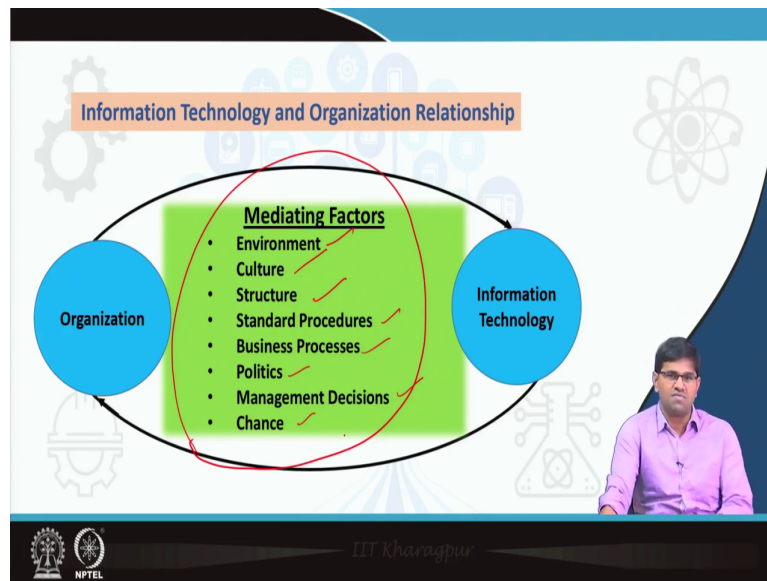 Information Technology and Organization Relationship
Mediating Factors
• Environment
• Culture
• Structure
• Standard Procedures
• Business Processes
• Politics
• Management Decisions
• Chance
Organization
Information
Technology
IIT Kharagpur
NPTEL